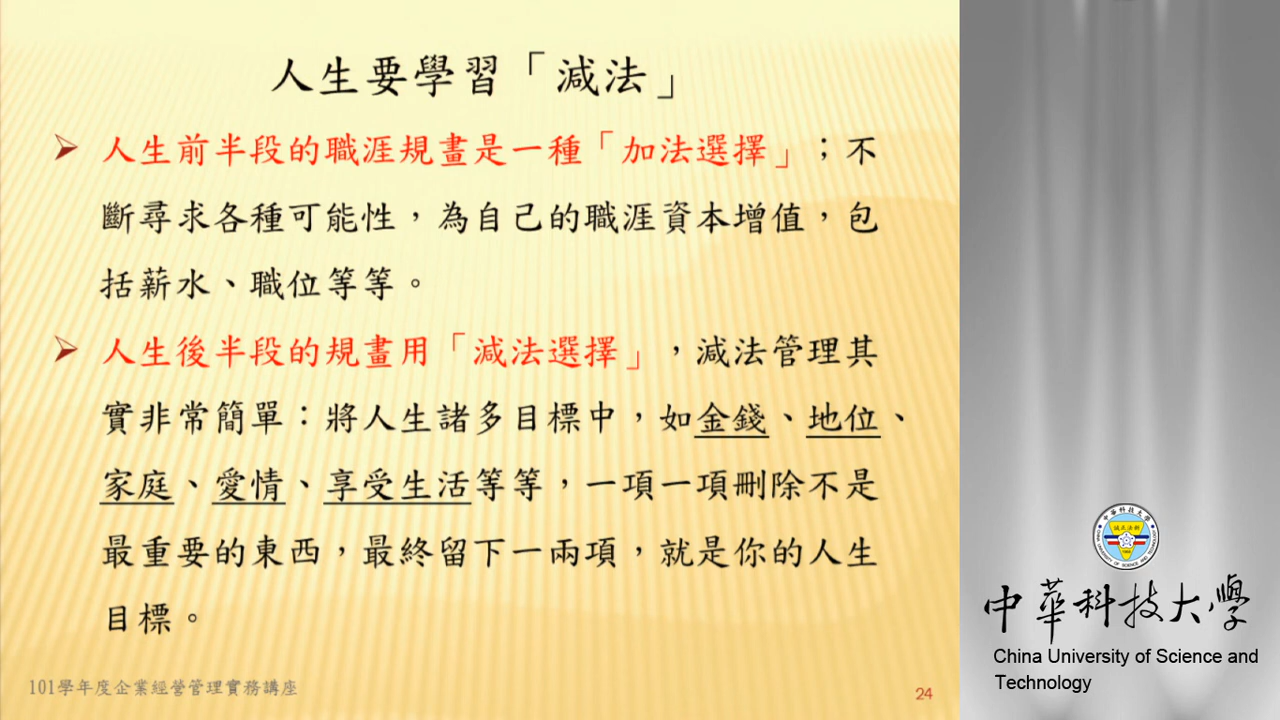 人生要學習「減法」
人生前半段的職涯規畫是一種「加法選擇」；不
斷尋求各種可能性，為自己的職涯資本增值，包
括薪水、職位等等。
人生後半段的規畫用「減法選擇」，減法管理其
實非常簡單：將人生諸多目標中，如金錢、地位、
家庭、愛情、享受生活等等，一項一項刪除不是
最重要的東西，最終留下一兩項，就是你的人生
目標。
101學年度企業經營管理實務講座
24
中華科技大學
China University of Science and
Technology